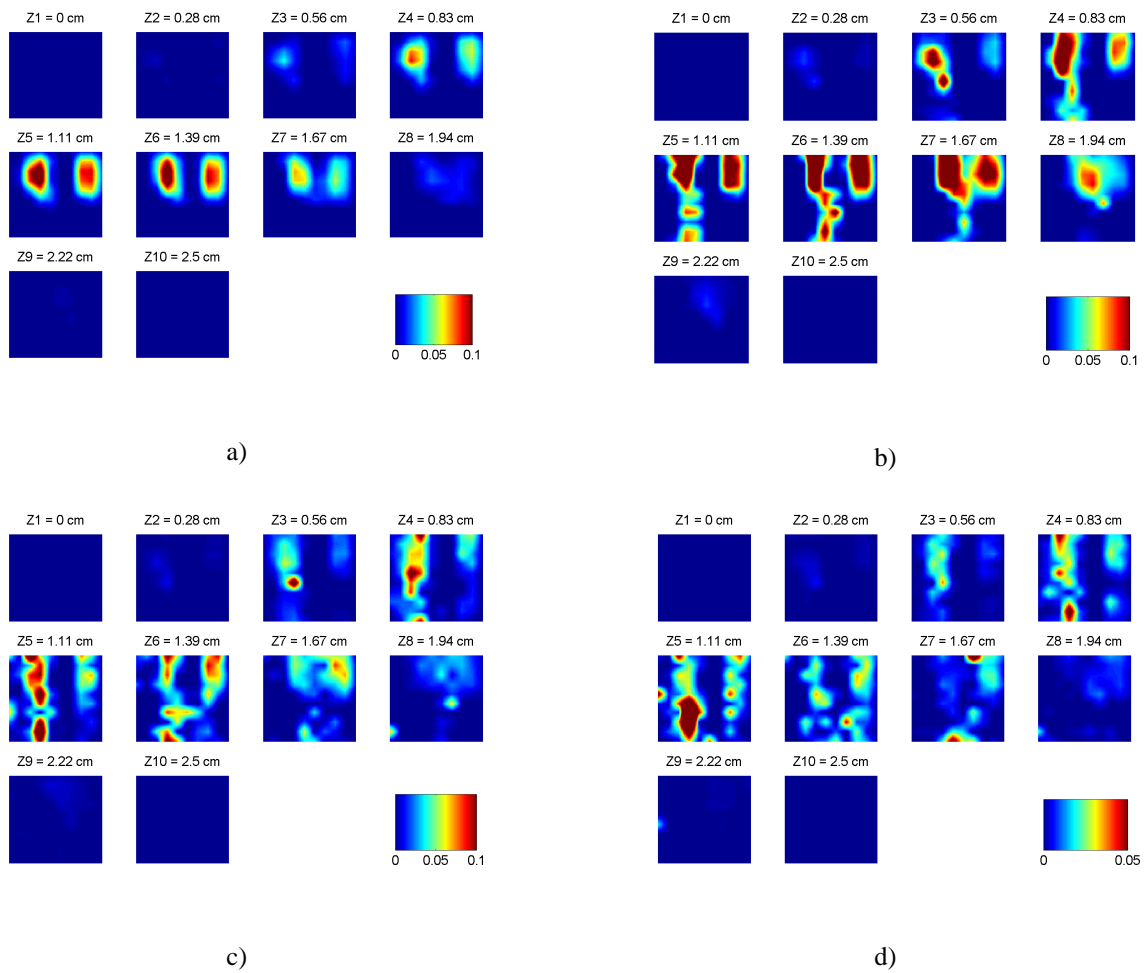 Z1 = 0 cm Z2 = 0.28 cm Z3 = 0.56 cm Z4 = 0.83 cm
Z5 = 1.11 cm Z6 = 1.39 cm Z7 = 1.67 cm Z8 = 1.94 cm
Z9 = 2.22 cm Z10 = 2.5 cm
0 0.05 0.1
a)
Z1 = 0 cm Z2 = 0.28 cm Z3 = 0.56 cm Z4 = 0.83 cm
Z5 = 1.11 cm Z6 = 1.39 cm Z7 = 1.67 cm Z8 = 1.94 cm
Z9 = 2.22 cm Z10 = 2.5 cm
0 0.05 0.1
b)
Z1 = 0 cm Z2 = 0.28 cm Z3 = 0.56 cm Z4 = 0.83 cm
Z5 = 1.11 cm Z6 = 1.39 cm Z7 = 1.67 cm Z8 = 1.94 cm
Z9 = 2.22 cm Z10 = 2.5 cm
0 0.05 0.1
c)
Z1 = 0 cm Z2 = 0.28 cm Z3 = 0.56 cm Z4 = 0.83 cm
Z5 = 1.11 cm Z6 = 1.39 cm Z7 = 1.67 cm Z8 = 1.94 cm
Z9 = 2.22 cm Z10 = 2.5 cm
0 0.05
d)